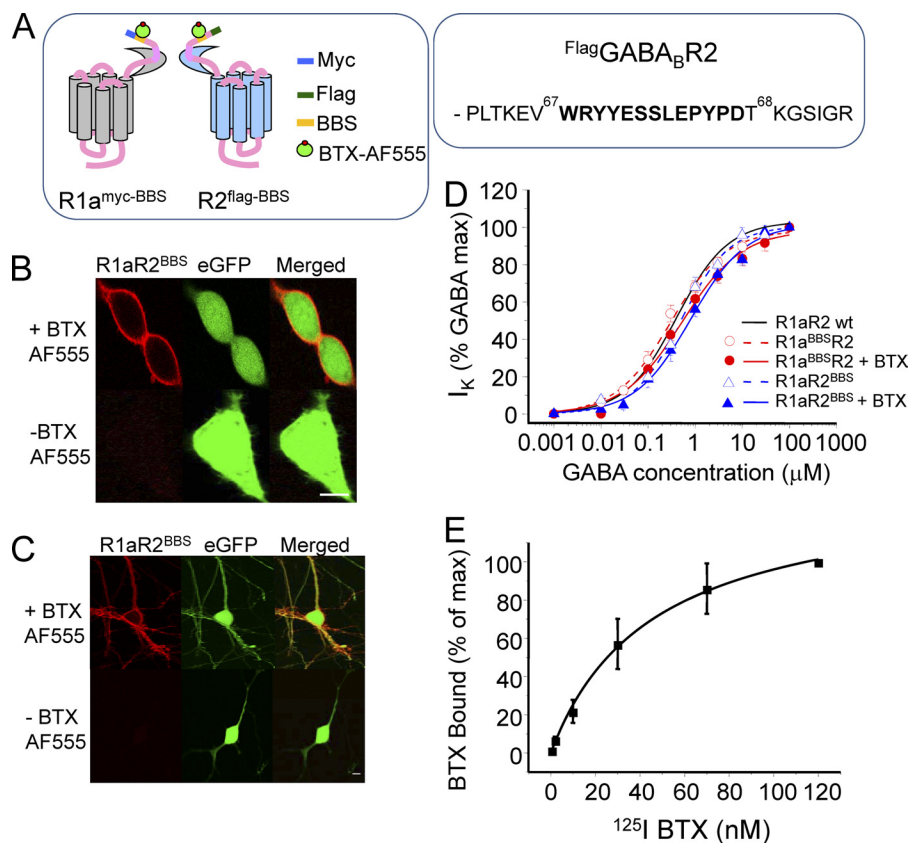 A
Myc
Flag
BBS
BTX-AF555
R1a^myc-BBS R2^flag-BBS
^Flag GABA_B R2
- PLTKEV^67 WRYYESSLEPYPDT^68 KGSIGR
B
R1aR2^BBS eGFP Merged
+ BTX
AF555
-BTX
AF555
C
R1aR2^BBS eGFP Merged
+ BTX
AF555
- BTX
AF555
D
I_K (% GABA max)
120
100
80
60
40
20
0
R1aR2 wt
R1a^BBS R2
R1a^BBS R2 + BTX
R1aR2^BBS
R1aR2^BBS + BTX
0.001 0.01 0.1 1 10 100 1000
GABA concentration (μM)
E
BTX Bound (% of max)
100
80
60
40
20
0
0 20 40 60 80 100 120
^125 I BTX (nM)